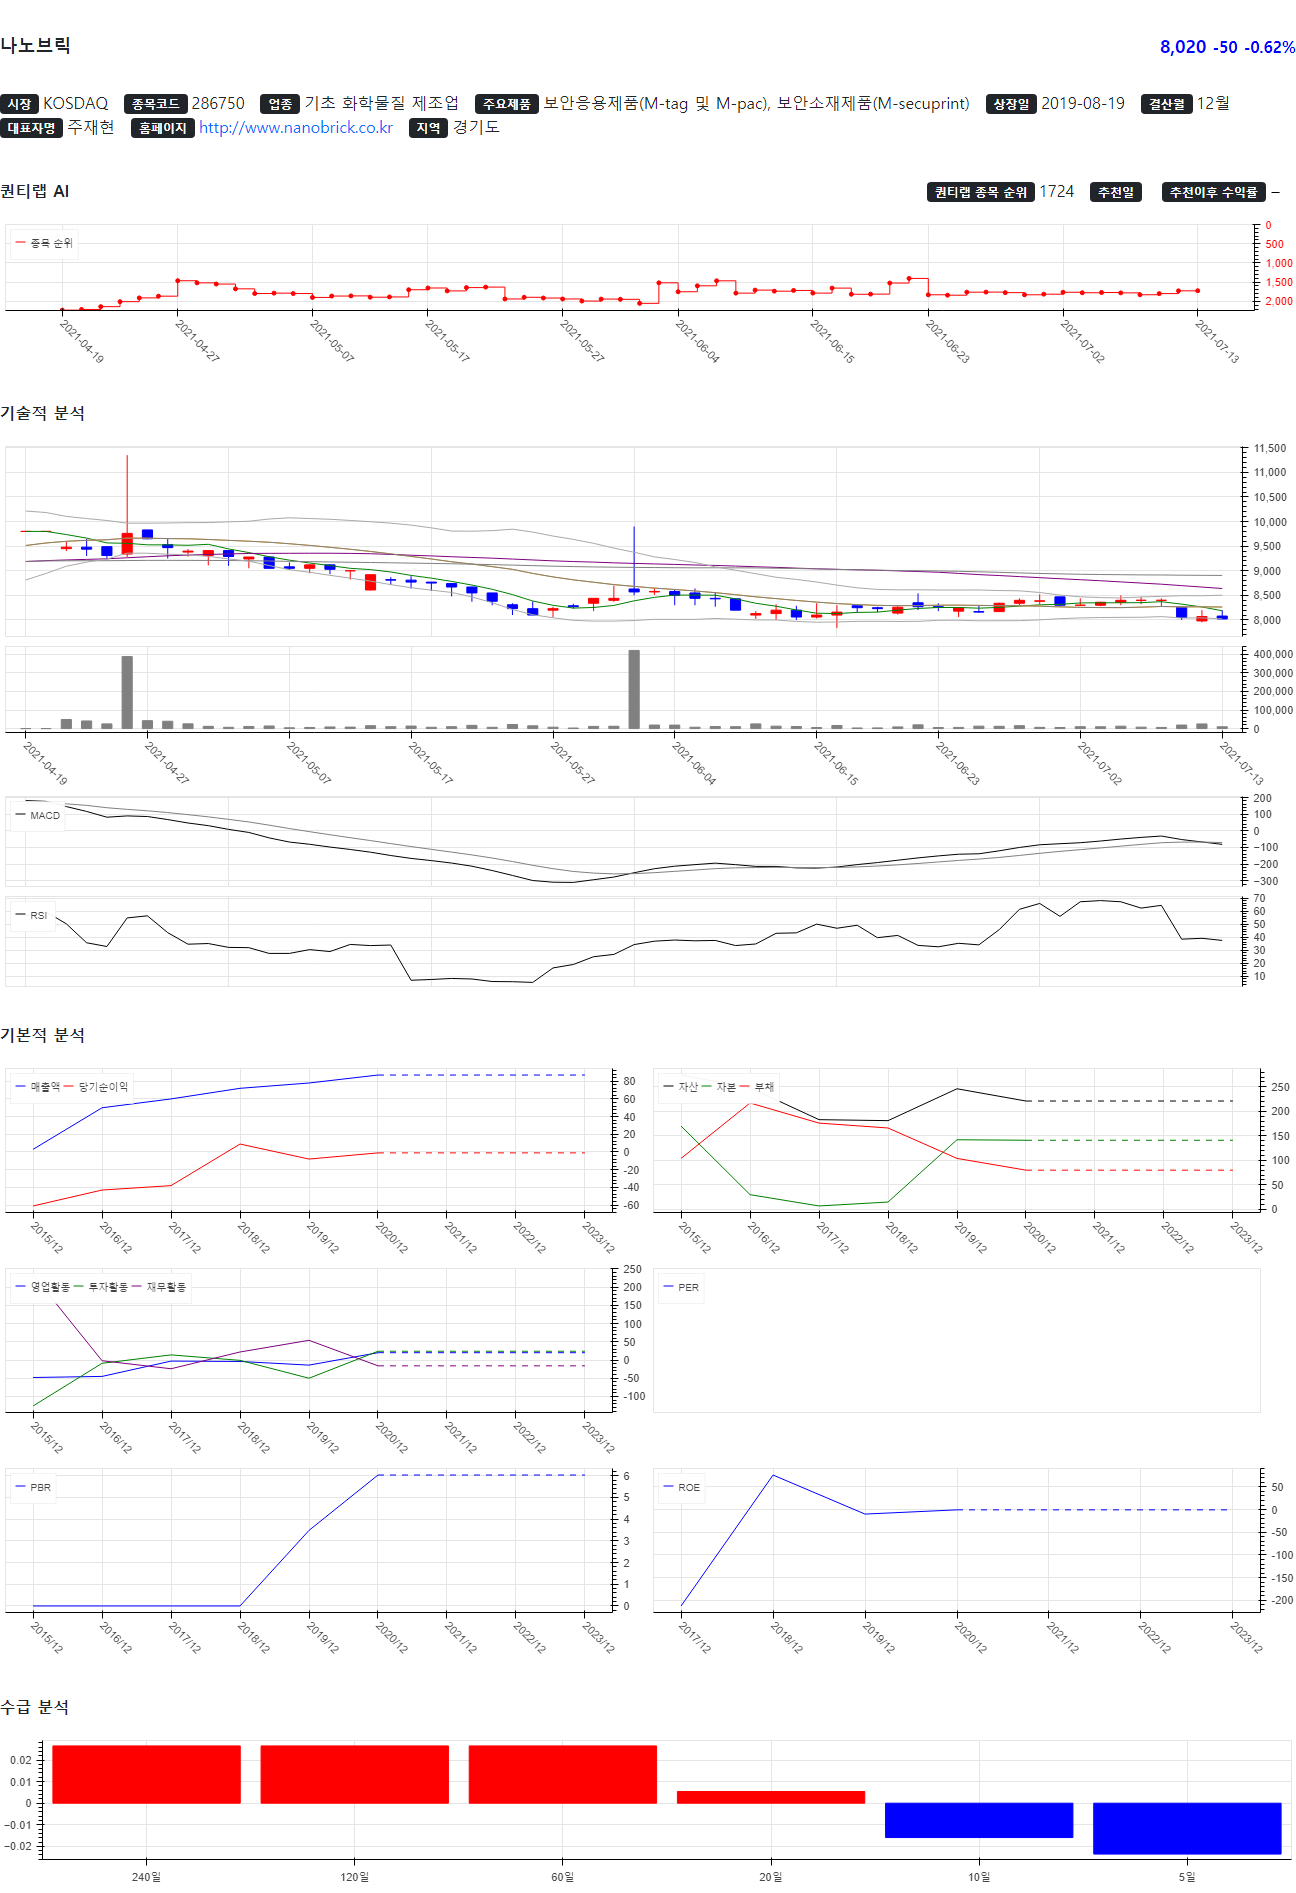 나노브릭 8,020 -50 -0.62%
시장 KOSDAQ 종목코드 286750 업종 기초 화학물질 제조업 주요제품 보안응용제품(M-tag 및 M-pac), 보안소재제품(M-secuprint) 상장일 2019-08-19 결산월 12월
대표자명 주재현 홈페이지 http://www.nanobrick.co.kr 지역 경기도
퀀티랩 AI 퀀티랩 종목 순위 1724 추천일 추천이후 수익률 –
종목 순위
0
500
1,000
1,500
2,000
2021-04-19 2021-04-27 2021-05-07 2021-05-17 2021-05-27 2021-06-04 2021-06-15 2021-06-23 2021-07-02 2021-07-13
기술적 분석
11,500
11,000
10,500
10,000
9,500
9,000
8,500
8,000
400,000
300,000
200,000
100,000
0
2021-04-19 2021-04-27 2021-05-07 2021-05-17 2021-05-27 2021-06-04 2021-06-15 2021-06-23 2021-07-02 2021-07-13
MACD
200
100
0
−100
−200
−300
RSI
70
60
50
40
30
20
10
기본적 분석
매출액 당기순이익
80
60
40
20
0
-20
-40
-60
2015/12 2016/12 2017/12 2018/12 2019/12 2020/12 2021/12 2022/12 2023/12
자산 자본 부채
250
200
150
100
50
0
2015/12 2016/12 2017/12 2018/12 2019/12 2020/12 2021/12 2022/12 2023/12
영업활동 투자활동 재무활동
250
200
150
100
50
0
-50
-100
2015/12 2016/12 2017/12 2018/12 2019/12 2020/12 2021/12 2022/12 2023/12
PER
PBR
6
5
4
3
2
1
0
2015/12 2016/12 2017/12 2018/12 2019/12 2020/12 2021/12 2022/12 2023/12
ROE
50
0
-50
-100
-150
-200
2017/12 2018/12 2019/12 2020/12 2021/12 2022/12 2023/12
수급 분석
0.02
0.01
0
−0.01
−0.02
240일 120일 60일 20일 10일 5일